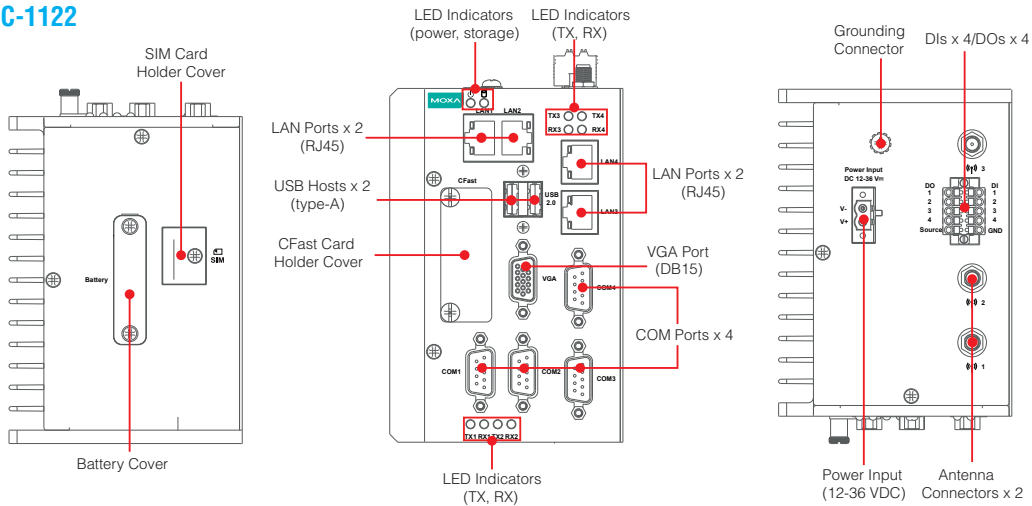 C-1122
SIM Card
Holder Cover
Battery
SIM
Battery Cover
LED Indicators
(power, storage)
LED Indicators
(TX, RX)
MOXA
LAN1 LAN2
TX3 TX4
RX3 RX4
LAN Ports x 2
(RJ45)
LAN4
LAN Ports x 2
(RJ45)
CFast
USB Hosts x 2
(type-A)
USB
2.0
LAN3
CFast Card
Holder Cover
VGA Port
(DB15)
VGA
COM4
COM Ports x 4
COM1
COM2
COM3
TX1 RX1 TX2 RX2
LED Indicators
(TX, RX)
Grounding
Connector
DIs x 4/DOs x 4
3
Power Input
DC 12-36 V
DO DI
1 1
2 2
3 3
4 4
Source GND
V-
V+
2
1
Power Input
(12-36 VDC)
Antenna
Connectors x 2